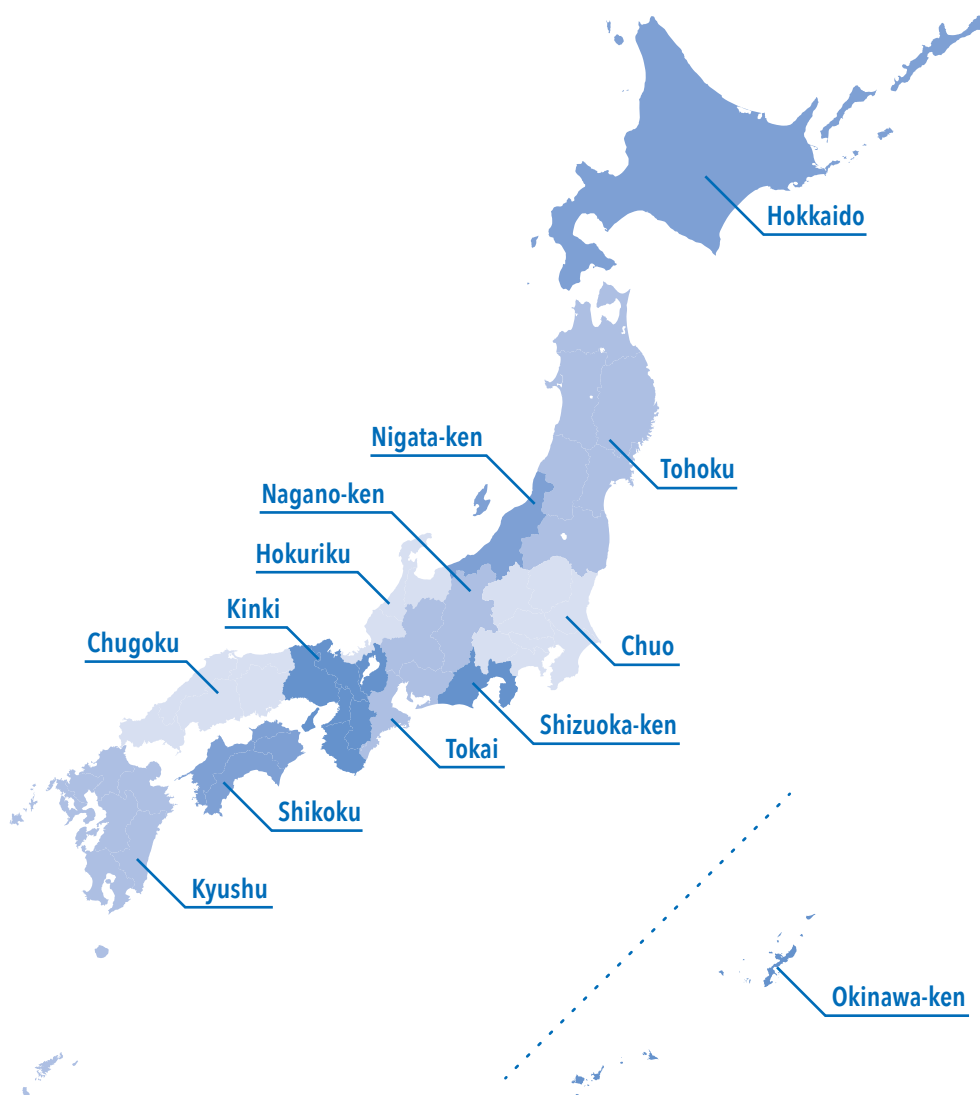 Hokkaido
Nigata-ken
Tohoku
Nagano-ken
Hokuriku
Kinki
Chugoku
Chuo
Shizuoka-ken
Tokai
Shikoku
Kyushu
Okinawa-ken